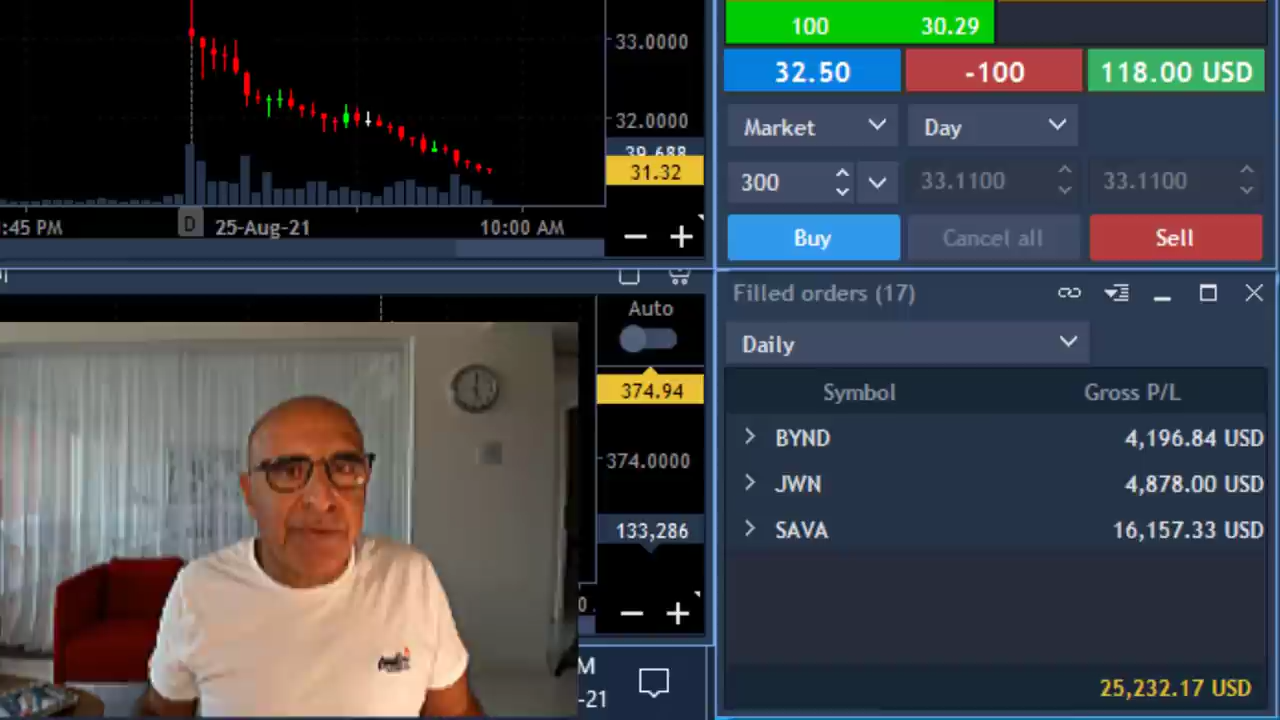 100 30.29
33.0000
32.50 -100 118.00 USD
32.0000
Market Day
39,688
31.32
300 33.1100 33.1100
:45 PM D 25-Aug-21 10:00 AM
Buy Cancel all Sell
Filled orders (17)
Auto
Daily
374.94
Symbol Gross P/L
BYND 4,196.84 USD
374.0000
JWN 4,878.00 USD
133,286
SAVA 16,157.33 USD
0
M
-21
25,232.17 USD